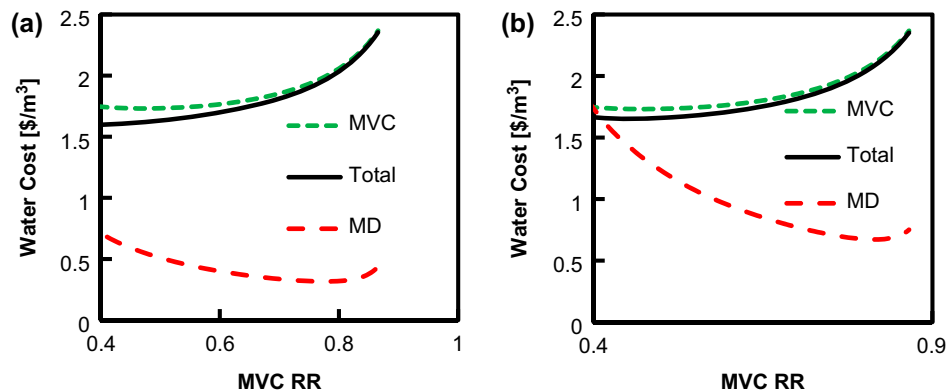 (a)
2.5
2
1.5
1
0.5
0
Water Cost [$/m³]
MVC
Total
MD
0.4
0.6
0.8
1
MVC RR
(b)
2.5
2
1.5
1
0.5
0
Water Cost [$/m³]
MVC
Total
MD
0.4
0.9
MVC RR